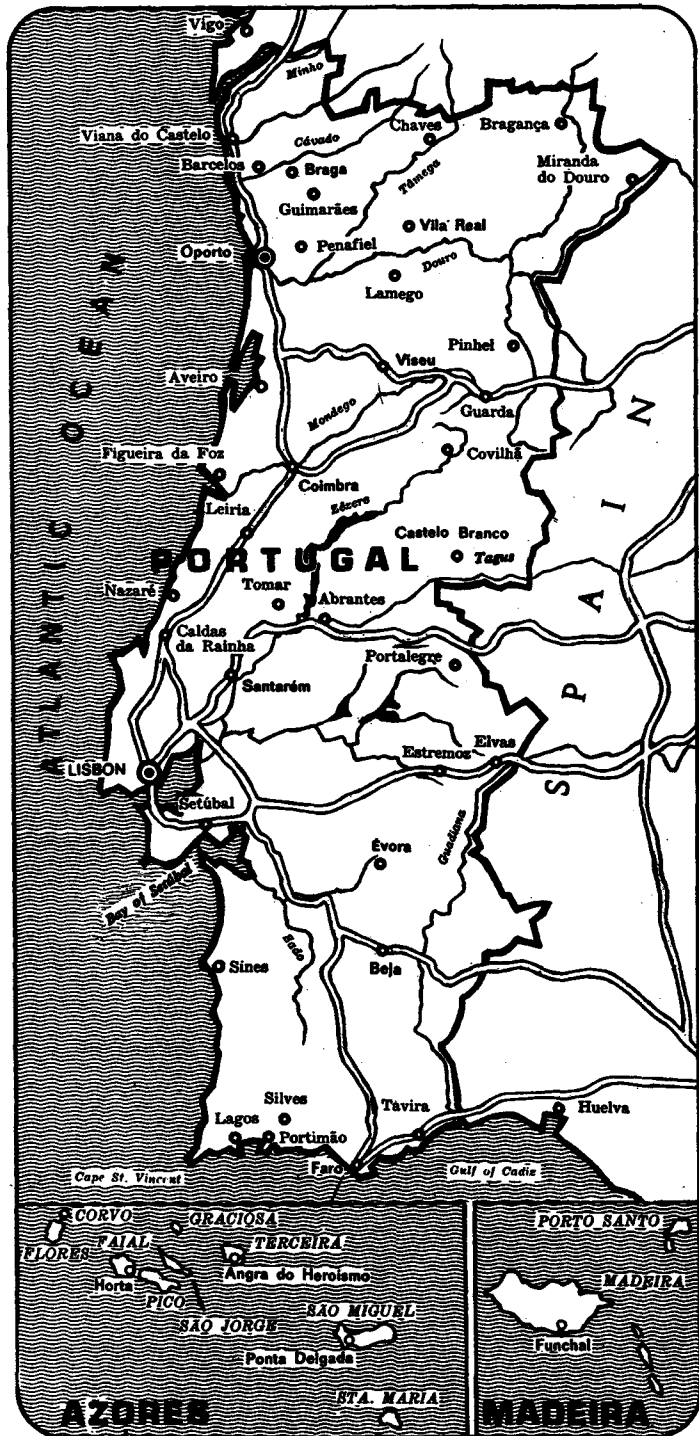 Vigo
Minho
Viana do Castelo
Cávado
Chaves
Bragança
Barcelos
Braga
Miranda
do Douro
Tâmega
Guimarães
Vila Real
Penafiel
Oporto
Douro
Lamego
Pinhel
Viseu
Aveiro
Guarda
Mondego
Figueira da Foz
Covilhã
Coimbra
Leiria
Zêzere
Castelo Branco
PORTUGAL
Tagus
Nazaré
Tomar
Abrantes
Caldas
da Rainha
Portalegre
Santarém
LISBON
Estremoz
Elvas
Setúbal
Évora
Guadiana
Bay of Setúbal
Sado
Sines
Beja
Silves
Lagos
Portimão
Tavira
Huelva
Faro
Cape St. Vincent
Gulf of Cadiz
ATLANTIC OCEAN
SPAIN
CORVO
GRACIOSA
FLORES
FAIAL
TERCEIRA
Horta
Angra do Heroismo
PICO
SÃO JORGE
SÃO MIGUEL
Ponta Delgada
STA. MARIA
AZORES
PORTO SANTO
MADEIRA
Funchal
MADEIRA